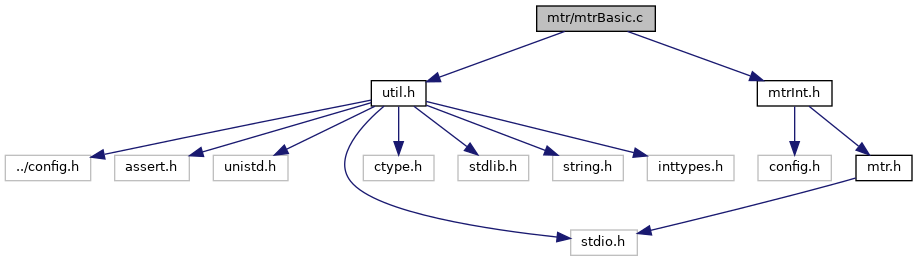 mtr/mtrBasic.c
util.h
mtrInt.h
../config.h
assert.h
unistd.h
ctype.h
stdlib.h
string.h
inttypes.h
config.h
mtr.h
stdio.h